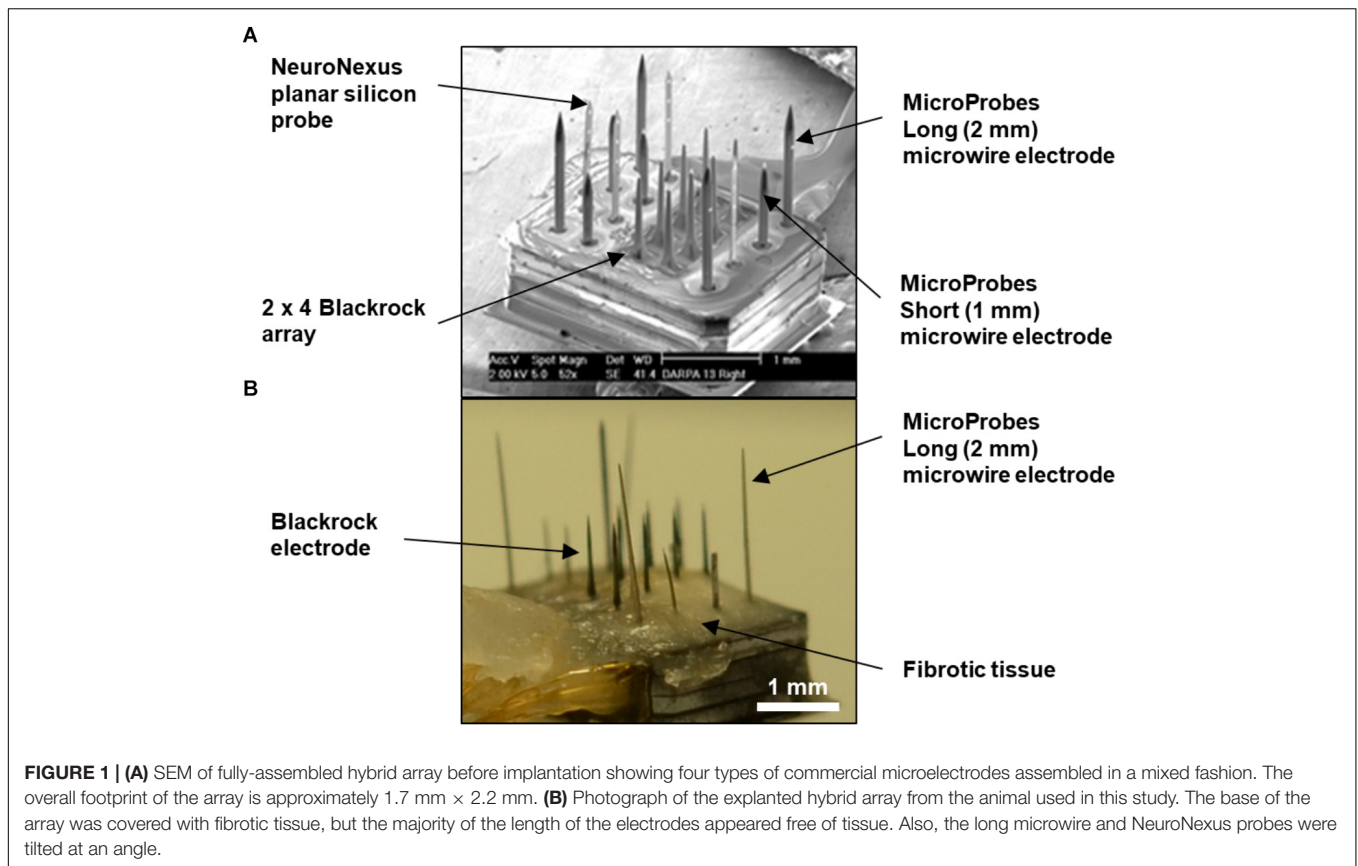 A
NeuroNexus
planar silicon
probe
MicroProbes
Long (2 mm)
microwire electrode
2 x 4 Blackrock
array
MicroProbes
Short (1 mm)
microwire electrode
Acc.V Spot Magn Det WD 1 mm
2.00 kV 5.0 52x SE 41.4 DARPA 13 Right
B
MicroProbes
Long (2 mm)
microwire electrode
Blackrock
electrode
Fibrotic tissue
1 mm
FIGURE 1 | (A) SEM of fully-assembled hybrid array before implantation showing four types of commercial microelectrodes assembled in a mixed fashion. The
overall footprint of the array is approximately 1.7 mm × 2.2 mm. (B) Photograph of the explanted hybrid array from the animal used in this study. The base of the
array was covered with fibrotic tissue, but the majority of the length of the electrodes appeared free of tissue. Also, the long microwire and NeuroNexus probes were
tilted at an angle.